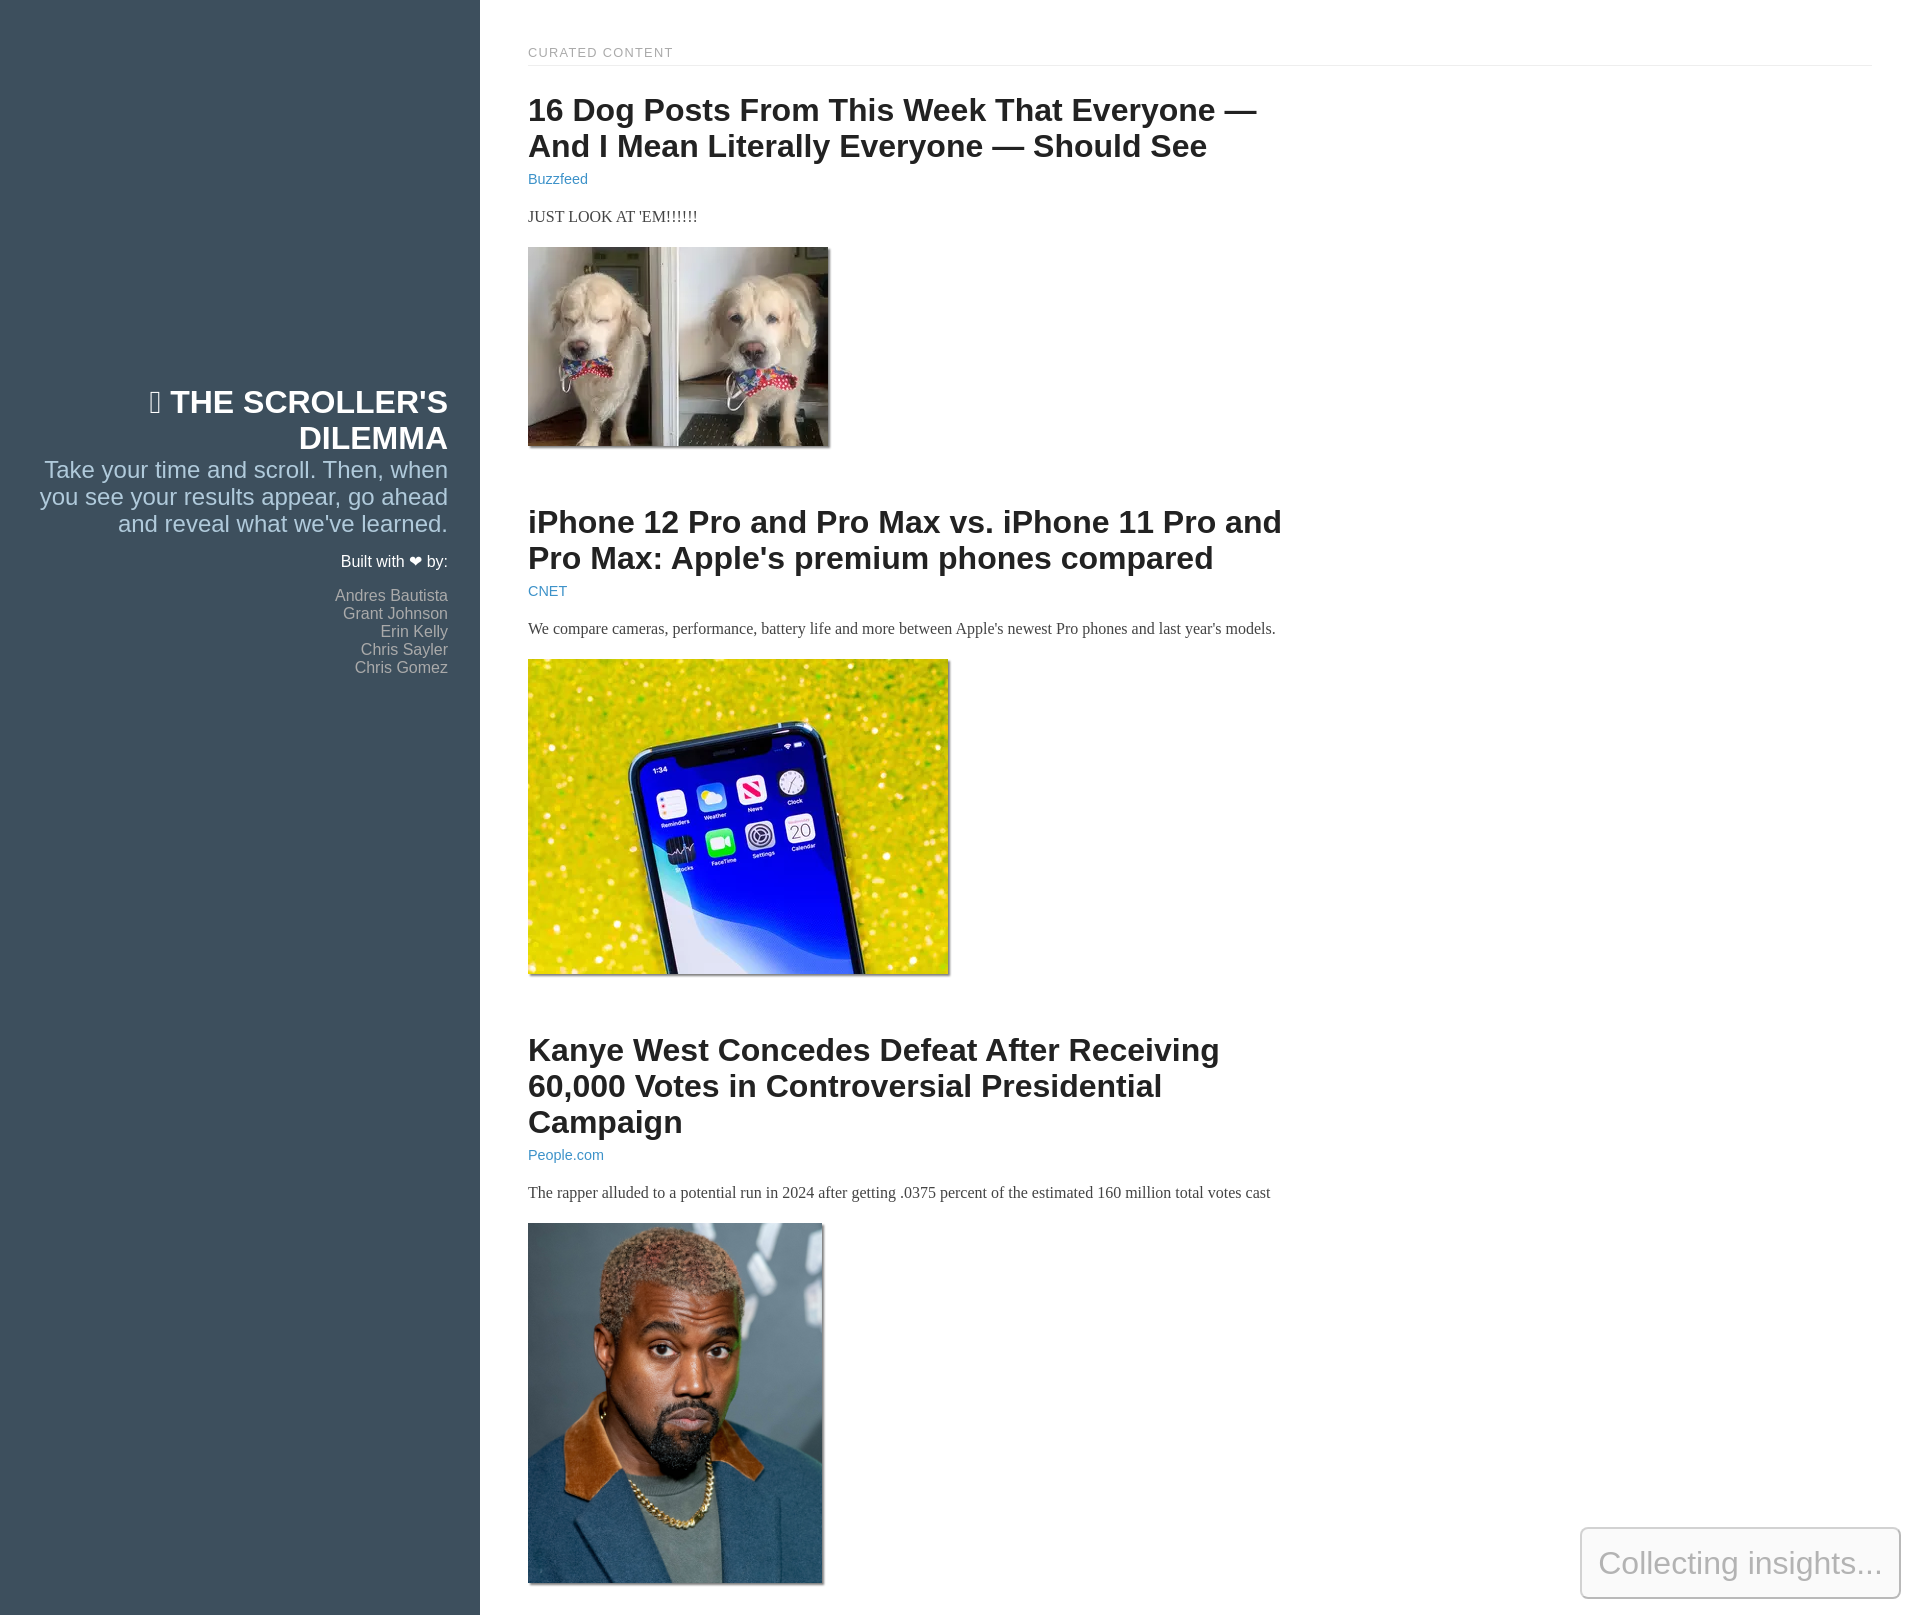 THE SCROLLER'S
DILEMMA
Take your time and scroll. Then, when
you see your results appear, go ahead
and reveal what we've learned.
Built with ❤ by:
Andres Bautista
Grant Johnson
Erin Kelly
Chris Sayler
Chris Gomez
CURATED CONTENT
16 Dog Posts From This Week That Everyone —
And I Mean Literally Everyone — Should See
Buzzfeed
JUST LOOK AT 'EM!!!!!!
iPhone 12 Pro and Pro Max vs. iPhone 11 Pro and
Pro Max: Apple's premium phones compared
CNET
We compare cameras, performance, battery life and more between Apple's newest Pro phones and last year's models.
1:34
Reminders Weather News Clock
Stocks FaceTime Settings Calendar
20
Kanye West Concedes Defeat After Receiving
60,000 Votes in Controversial Presidential
Campaign
People.com
The rapper alluded to a potential run in 2024 after getting .0375 percent of the estimated 160 million total votes cast
Collecting insights...